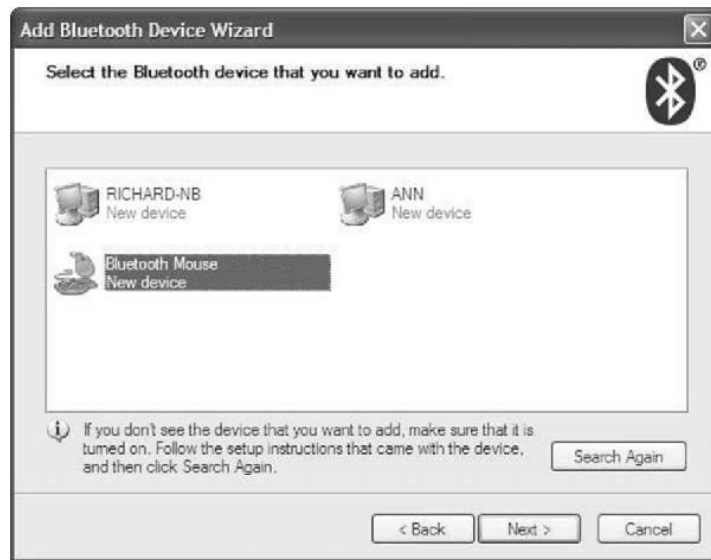 Add Bluetooth Device Wizard
Select the Bluetooth device that you want to add.
®
RICHARD-NB
New device
ANN
New device
Bluetooth Mouse
New device
If you don't see the device that you want to add, make sure that it is
turned on. Follow the setup instructions that came with the device,
and then click Search Again.
Search Again
< Back
Next >
Cancel